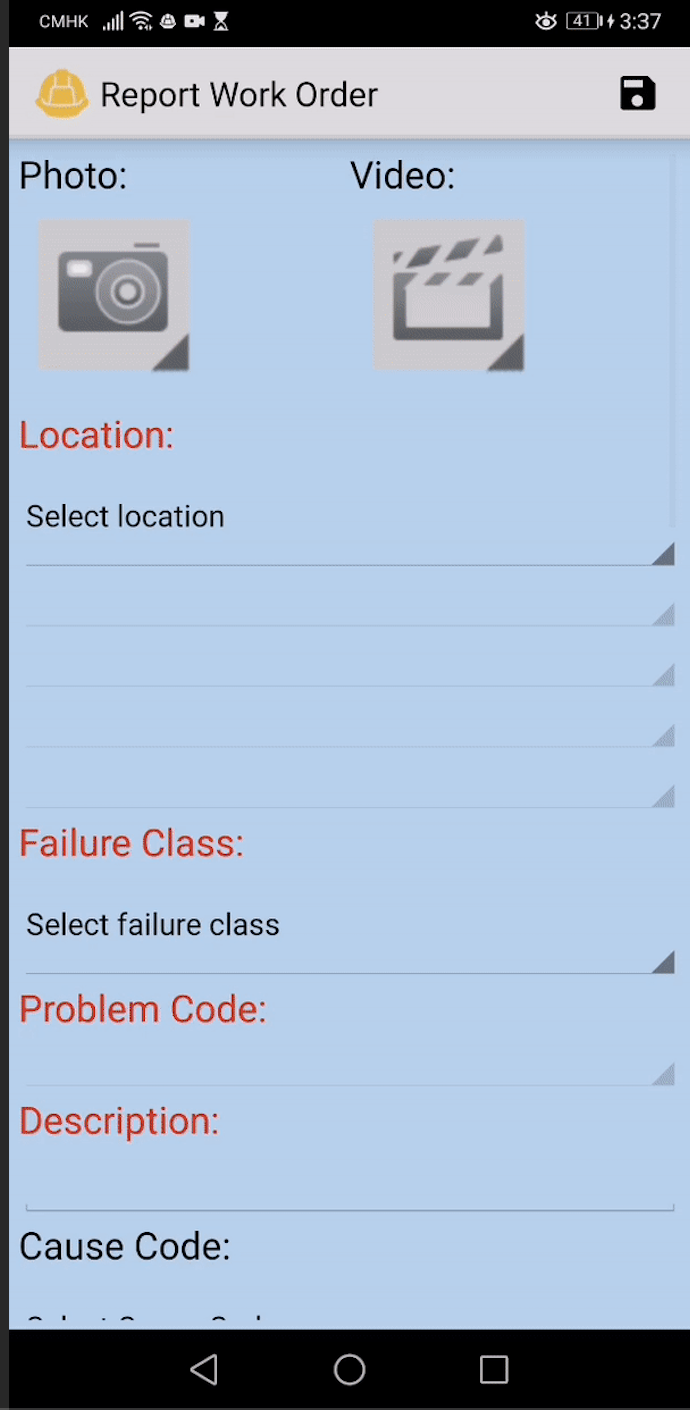 CMHK 41 3:37
Report Work Order
Photo: Video:
Location:
Select location
Failure Class:
Select failure class
Problem Code:
Description:
Cause Code: